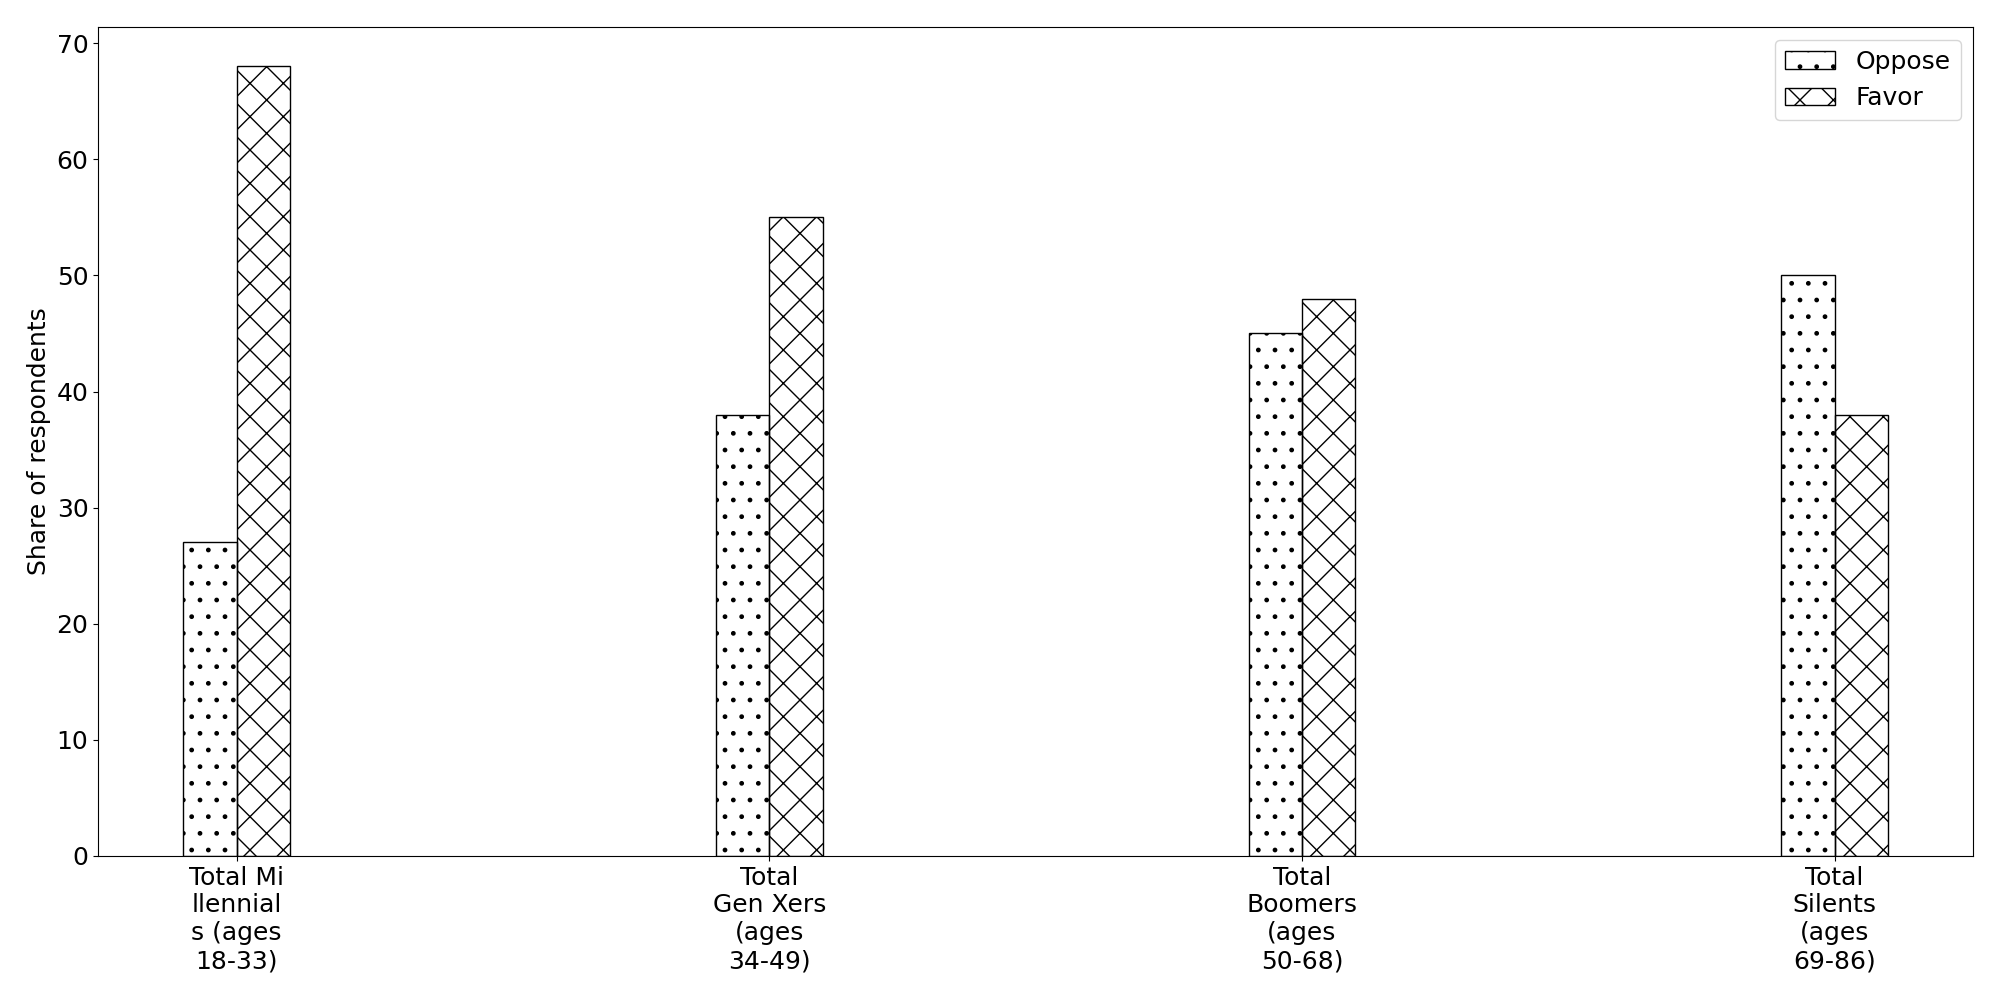 70
60
50
40
30
20
10
0
Share of respondents
Oppose
Favor
Total Mi
llennial
s (ages
18-33)
Total
Gen Xers
(ages
34-49)
Total
Boomers
(ages
50-68)
Total
Silents
(ages
69-86)